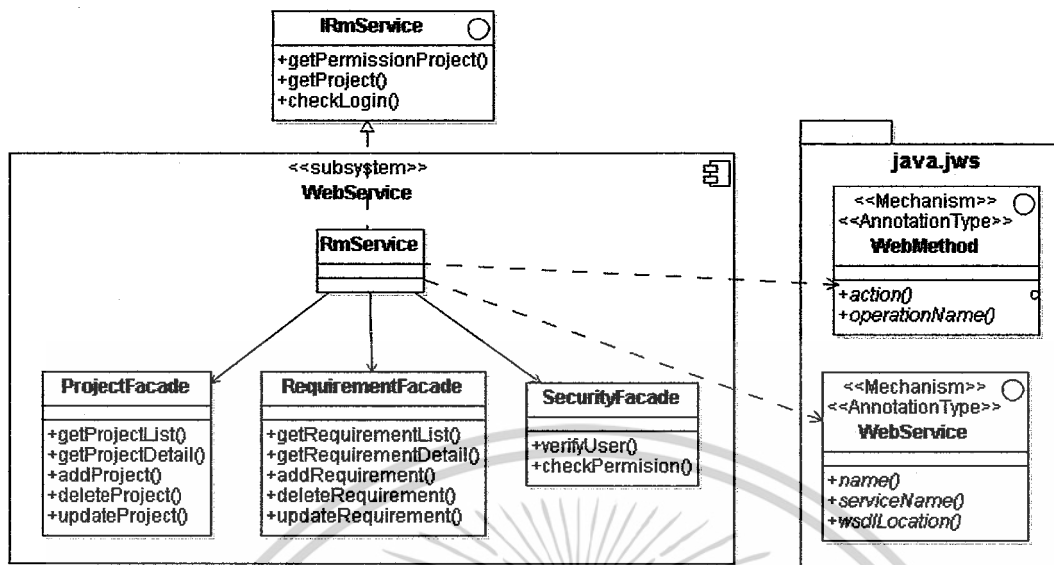 IRmService
+getPermissionProject()
+getProject()
+checkLogin()
<<subsystem>>
WebService
RmService
ProjectFacade
+getProjectList()
+getProjectDetail()
+addProject()
+deleteProject()
+updateProject()
RequirementFacade
+getRequirementList()
+getRequirementDetail()
+addRequirement()
+deleteRequirement()
+updateRequirement()
SecurityFacade
+verifyUser()
+checkPermision()
java.jws
<<Mechanism>>
<<AnnotationType>>
WebMethod
+action()
+operationName()
<<Mechanism>>
<<AnnotationType>>
WebService
+name()
+serviceName()
+wsdlLocation()